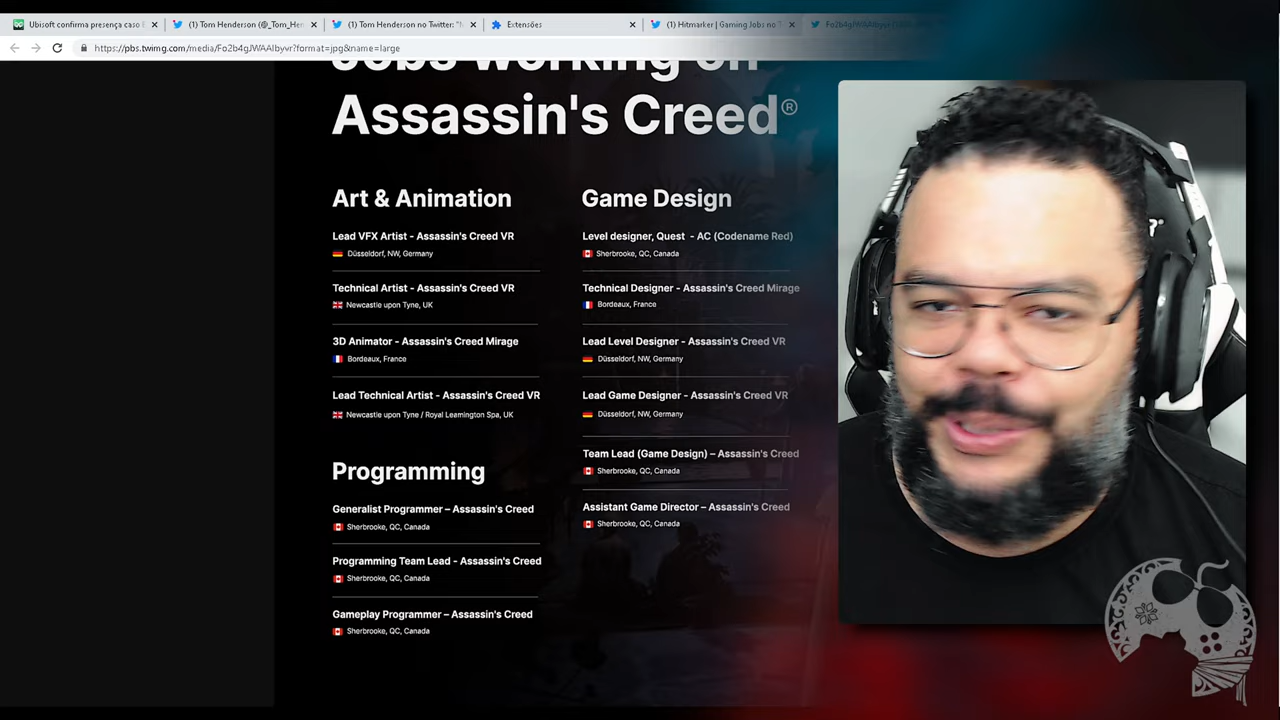 Ubisoft confirma presença caso E
(1) Tom Henderson (@_Tom_Hen
(1) Tom Henderson no Twitter: "
Extensões
(1) Hitmarker | Gaming Jobs no T
https://pbs.twimg.com/media/Fo2b4gJWAAIbyvr?format=jpg&name=large
Jobs working on
Assassin's Creed®
Art & Animation
Lead VFX Artist - Assassin's Creed VR
Düsseldorf, NW, Germany
Technical Artist - Assassin's Creed VR
Newcastle upon Tyne, UK
3D Animator - Assassin's Creed Mirage
Bordeaux, France
Lead Technical Artist - Assassin's Creed VR
Newcastle upon Tyne / Royal Leamington Spa, UK
Programming
Generalist Programmer – Assassin's Creed
Sherbrooke, QC, Canada
Programming Team Lead - Assassin's Creed
Sherbrooke, QC, Canada
Gameplay Programmer – Assassin's Creed
Sherbrooke, QC, Canada
Game Design
Level designer, Quest - AC (Codename Red)
Sherbrooke, QC, Canada
Technical Designer - Assassin's Creed Mirage
Bordeaux, France
Lead Level Designer - Assassin's Creed VR
Düsseldorf, NW, Germany
Lead Game Designer - Assassin's Creed VR
Düsseldorf, NW, Germany
Team Lead (Game Design) – Assassin's Creed
Sherbrooke, QC, Canada
Assistant Game Director – Assassin's Creed
Sherbrooke, QC, Canada